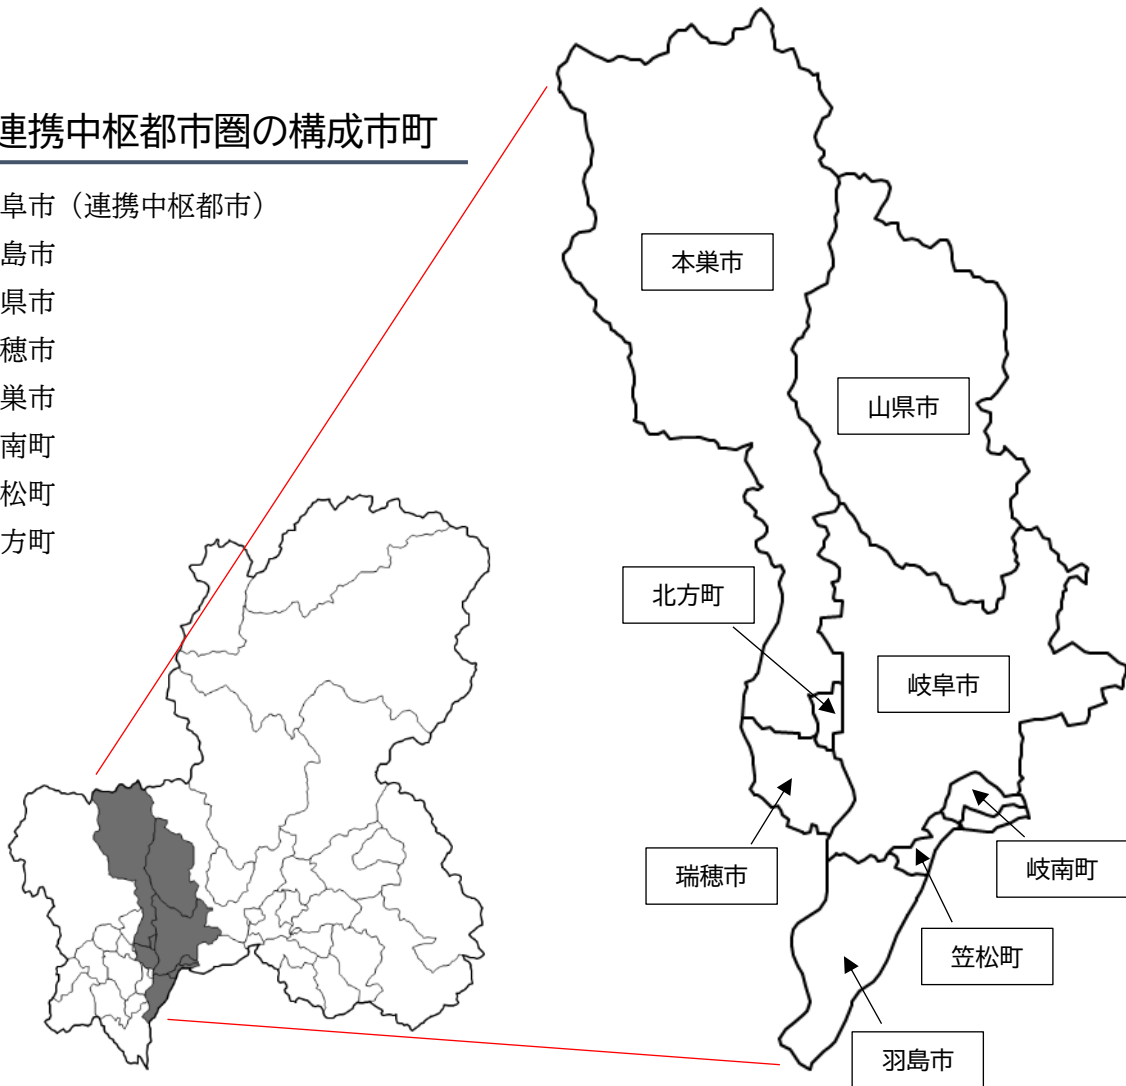 連携中枢都市圏の構成市町
阜市（連携中枢都市）
島市
県市
穂市
巣市
南町
松町
方町
本巣市
山県市
北方町
岐阜市
瑞穂市
岐南町
笠松町
羽島市